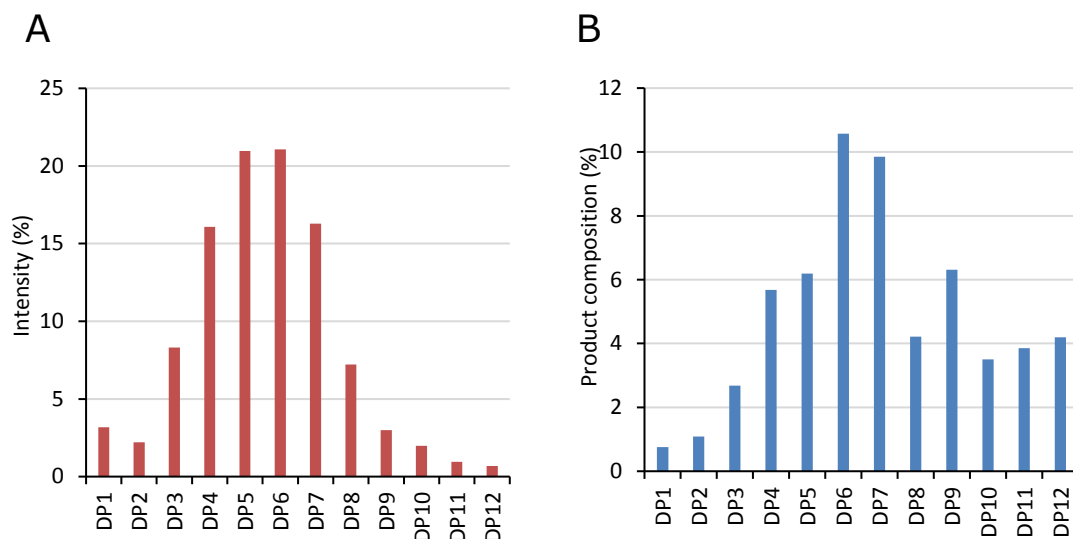 A
Intensity (%)
25
20
15
10
5
0
DP1 DP2 DP3 DP4 DP5 DP6 DP7 DP8 DP9 DP10 DP11 DP12
B
Product composition (%)
12
10
8
6
4
2
0
DP1 DP2 DP3 DP4 DP5 DP6 DP7 DP8 DP9 DP10 DP11 DP12